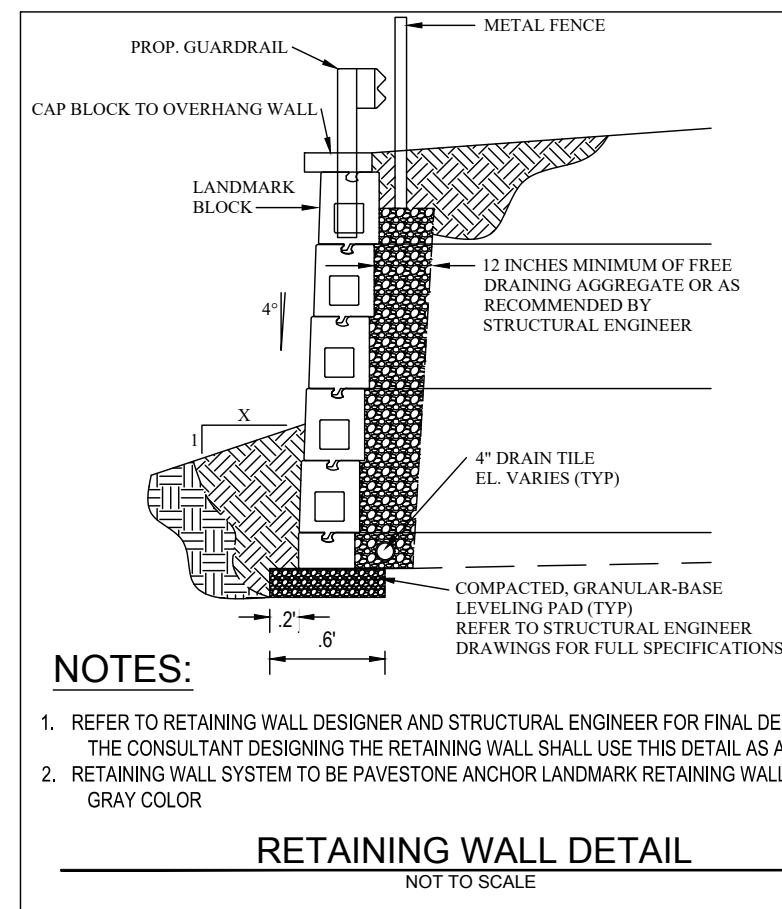 METAL FENCE
PROP. GUARDRAIL
CAP BLOCK TO OVERHANG WALL
LANDMARK
BLOCK
12 INCHES MINIMUM OF FREE
DRAINING AGGREGATE OR AS
RECOMMENDED BY
STRUCTURAL ENGINEER
4°
X
1
4" DRAIN TILE
EL. VARIES (TYP)
COMPACTED, GRANULAR-BASE
LEVELING PAD (TYP)
REFER TO STRUCTURAL ENGINEER
DRAWINGS FOR FULL SPECIFICATIONS
.2'
.6'
NOTES:
1. REFER TO RETAINING WALL DESIGNER AND STRUCTURAL ENGINEER FOR FINAL DE
THE CONSULTANT DESIGNING THE RETAINING WALL SHALL USE THIS DETAIL AS A
2. RETAINING WALL SYSTEM TO BE PAVESTONE ANCHOR LANDMARK RETAINING WALL
GRAY COLOR
RETAINING WALL DETAIL
NOT TO SCALE